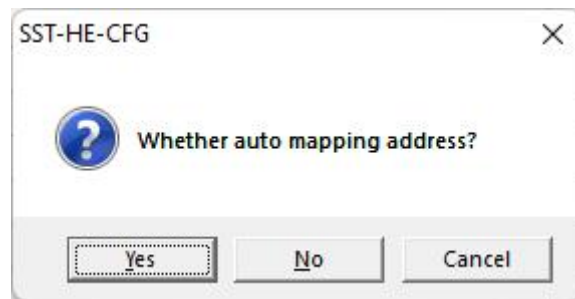 SST-HE-CFG
Whether auto mapping address?
Yes
No
Cancel